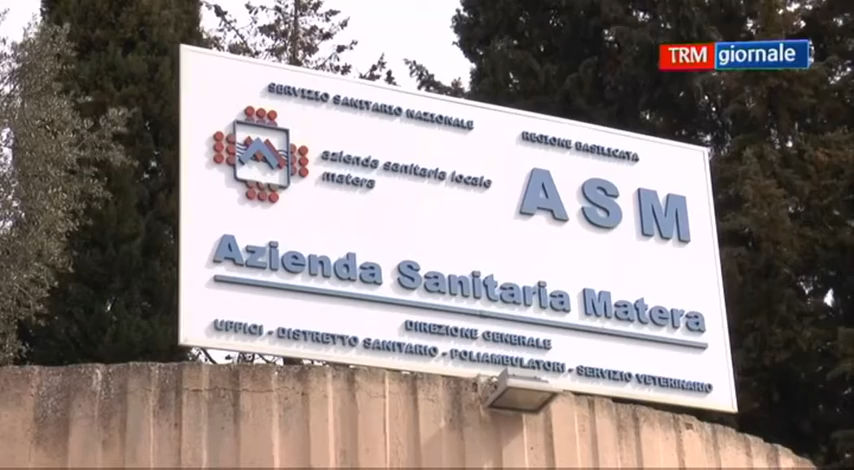 TRM giornale
SERVIZIO SANITARIO NAZIONALE
REGIONE BASILICATA
azienda sanitaria locale
matera
ASM
Azienda Sanitaria Matera
DIREZIONE GENERALE
UFFICI - DISTRETTO SANITARIO - POLIAMBULATORI - SERVIZIO VETERINARIO